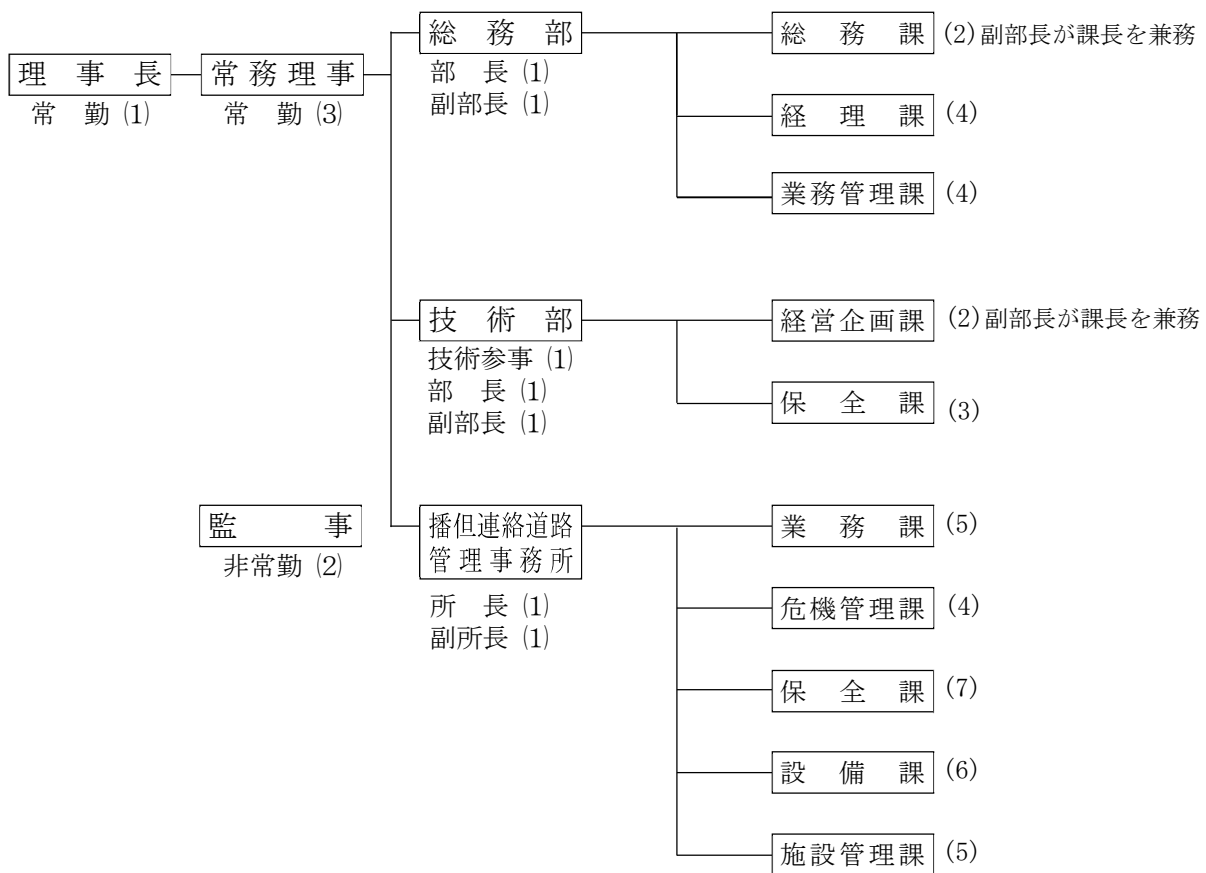 理事長
常　勤 (1)
常務理事
常　勤 (3)
監事
非常勤 (2)
総務部
部　長 (1)
副部長 (1)
総務課 (2)副部長が課長を兼務
経理課 (4)
業務管理課 (4)
技術部
技術参事 (1)
部　長 (1)
副部長 (1)
経営企画課 (2)副部長が課長を兼務
保全課 (3)
播但連絡道路
管理事務所
所　長 (1)
副所長 (1)
業務課 (5)
危機管理課 (4)
保全課 (7)
設備課 (6)
施設管理課 (5)